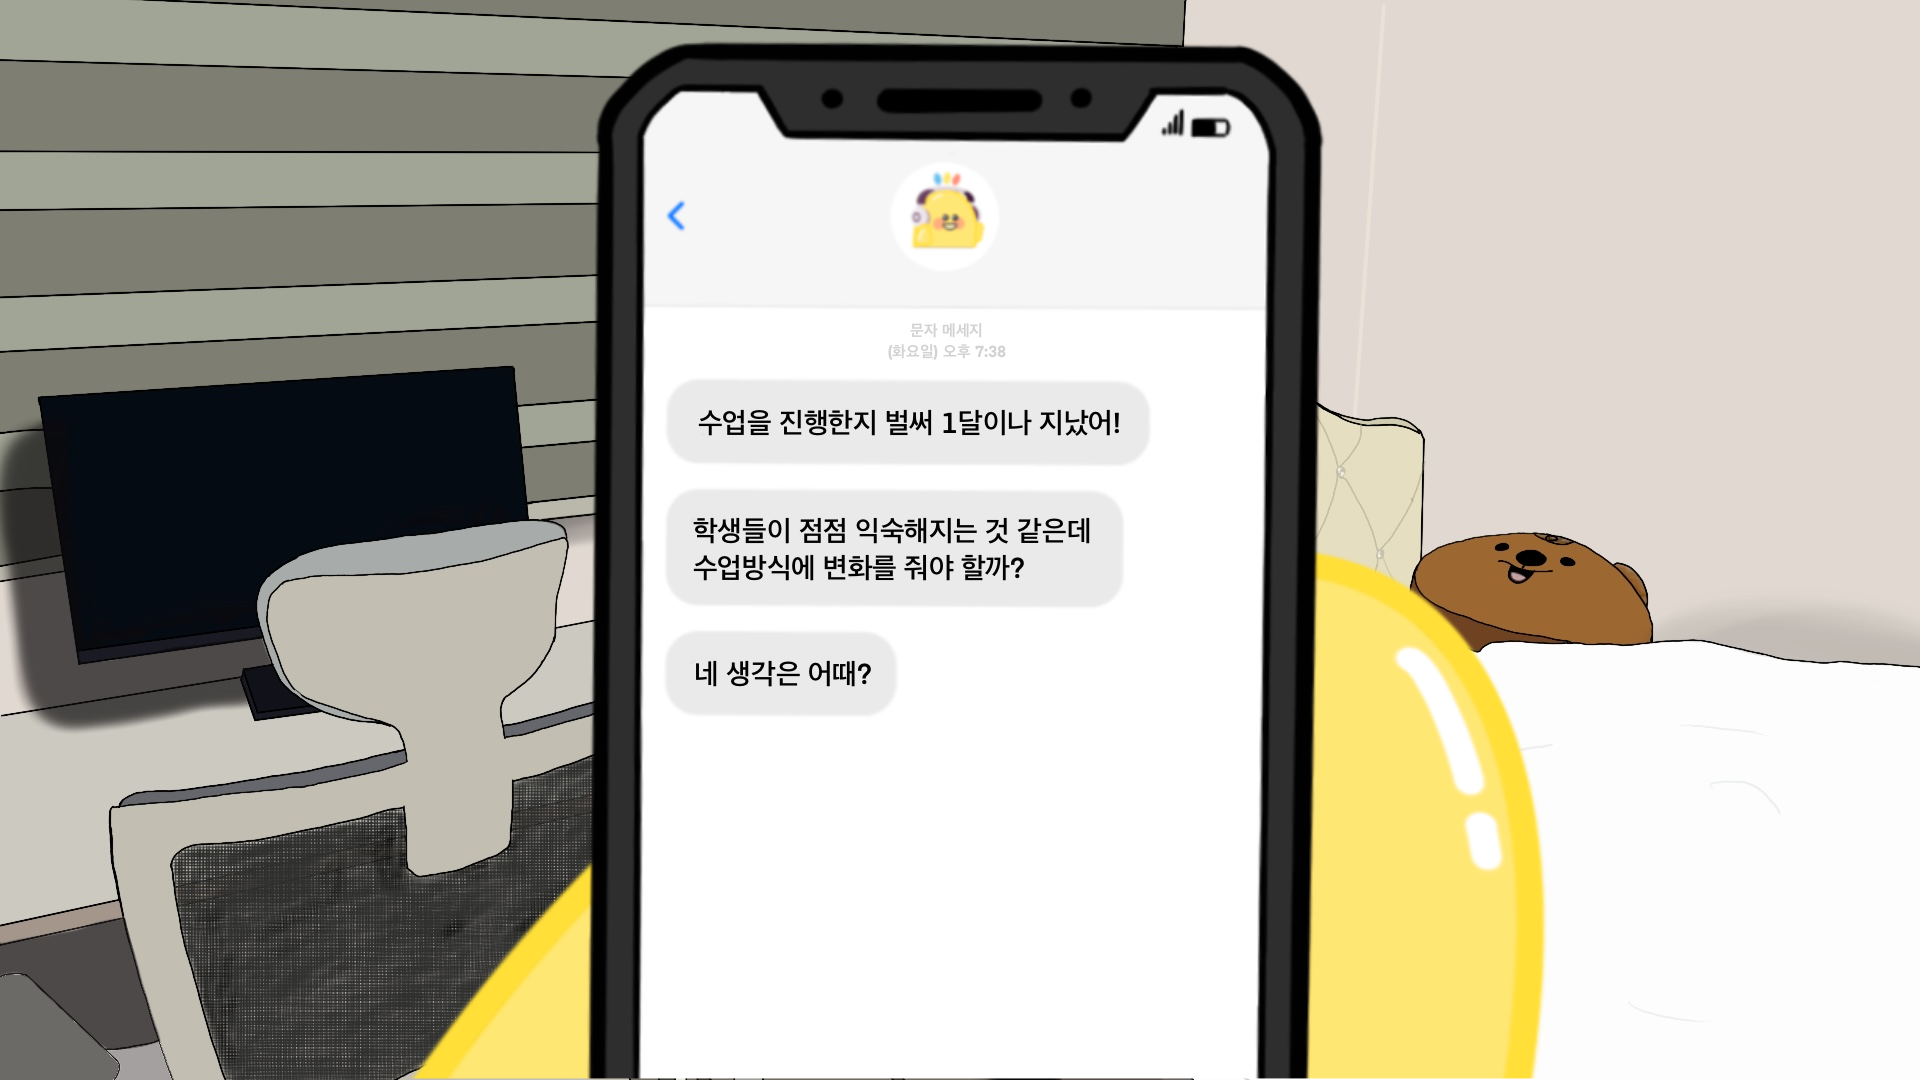 문자 메세지
(화요일) 오후 7:38
수업을 진행한지 벌써 1달이나 지났어!
학생들이 점점 익숙해지는 것 같은데
수업방식에 변화를 줘야 할까?
네 생각은 어때?